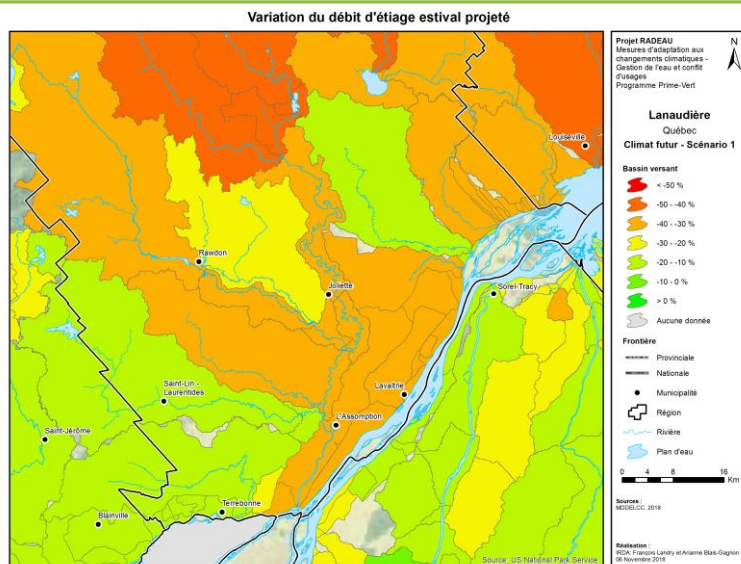 Variation du débit d'étiage estival projeté
Projet RADEAU
Mesures d'adaptation aux
changements climatiques -
Gestion de l'eau et conflit
d'usages
Programme Prime-Vert
N
Lanaudière
Québec
Climat futur - Scénario 1
Bassin versant
< -50 %
-50 - -40 %
-40 - -30 %
-30 - -20 %
-20 - -10 %
-10 - 0 %
> 0 %
Aucune donnée
Frontière
Provinciale
Nationale
Municipalité
Région
Rivière
Plan d'eau
0 4 8 16
Km
Sources :
MDDELCC, 2018
Réalisation :
IRDA: François Landry et Arianne Blais-Gagnon
06 Novembre 2018
Louiseville
Rawdon
Joliette
Sorel-Tracy
Saint-Lin -
Laurentides
Lavaltrie
L'Assomption
Saint-Jérôme
Terrebonne
Blainville
Source: US National Park Service